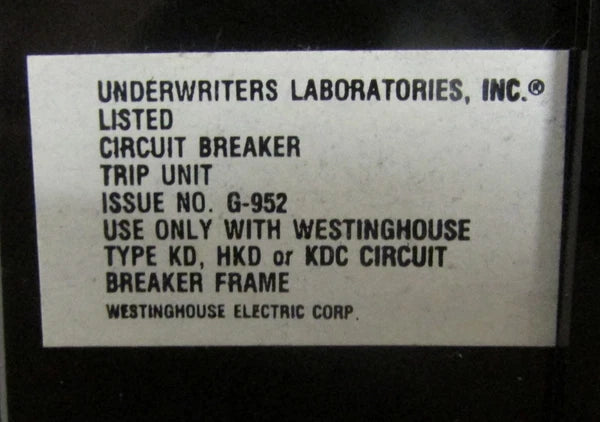 UNDERWRITERS LABORATORIES, INC.®
LISTED
CIRCUIT BREAKER
TRIP UNIT
ISSUE NO. G-952
USE ONLY WITH WESTINGHOUSE
TYPE KD, HKD or KDC CIRCUIT
BREAKER FRAME
WESTINGHOUSE ELECTRIC CORP.